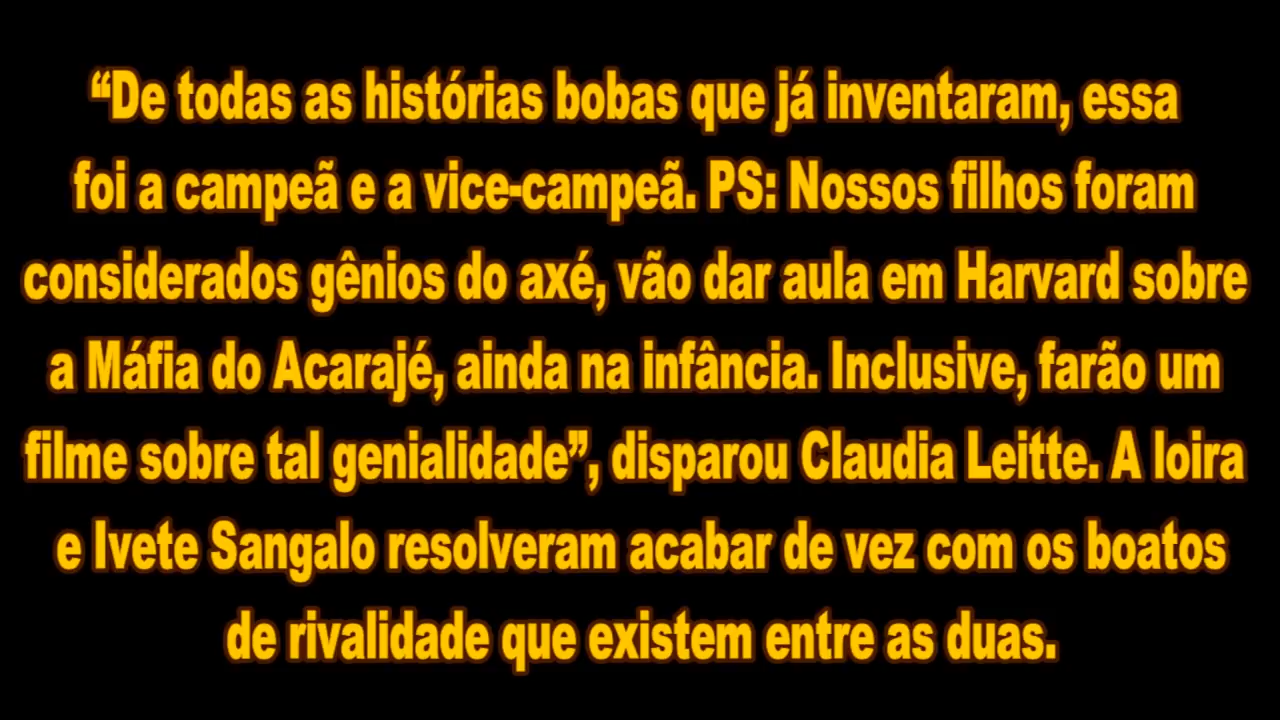 “De todas as histórias bobas que já inventaram, essa
foi a campeã e a vice-campeã. PS: Nossos filhos foram
considerados gênios do axé, vão dar aula em Harvard sobre
a Máfia do Acarajé, ainda na infância. Inclusive, farão um
filme sobre tal genialidade”, disparou Claudia Leitte. A loira
e Ivete Sangalo resolveram acabar de vez com os boatos
de rivalidade que existem entre as duas.